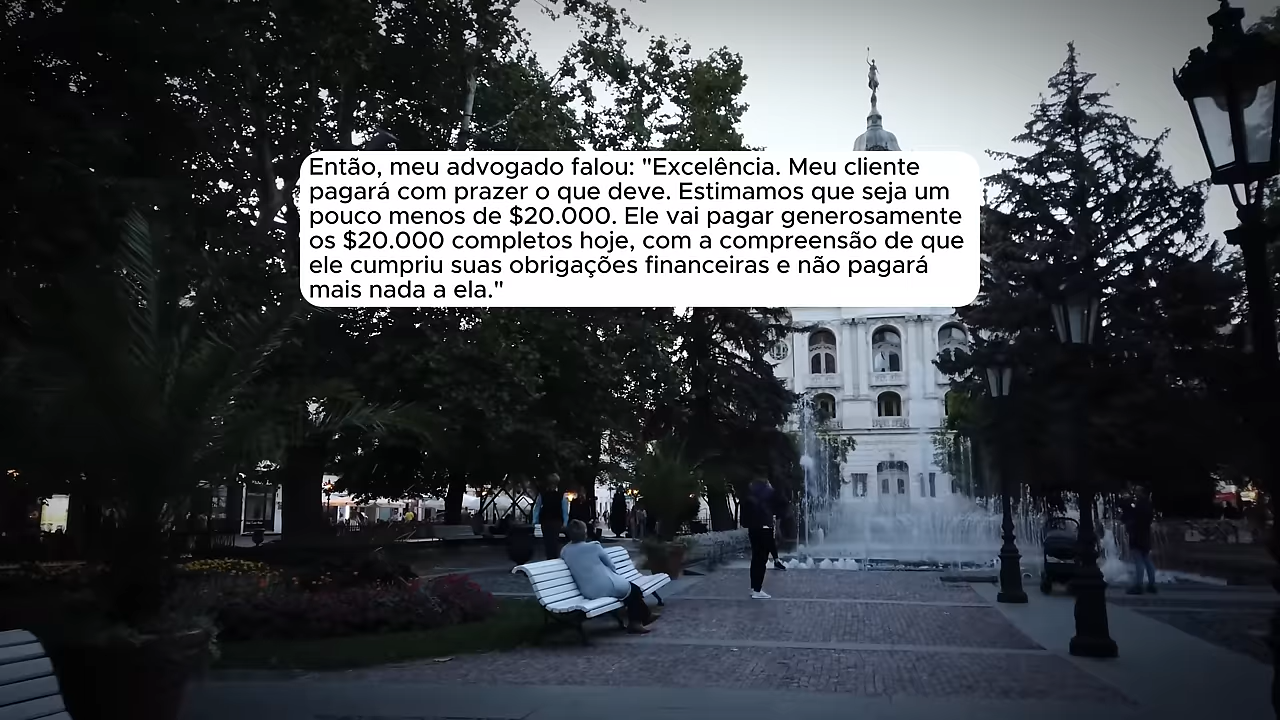 Então, meu advogado falou: "Excelência. Meu cliente
pagará com prazer o que deve. Estimamos que seja um
pouco menos de $20.000. Ele vai pagar generosamente
os $20.000 completos hoje, com a compreensão de que
ele cumpriu suas obrigações financeiras e não pagará
mais nada a ela."